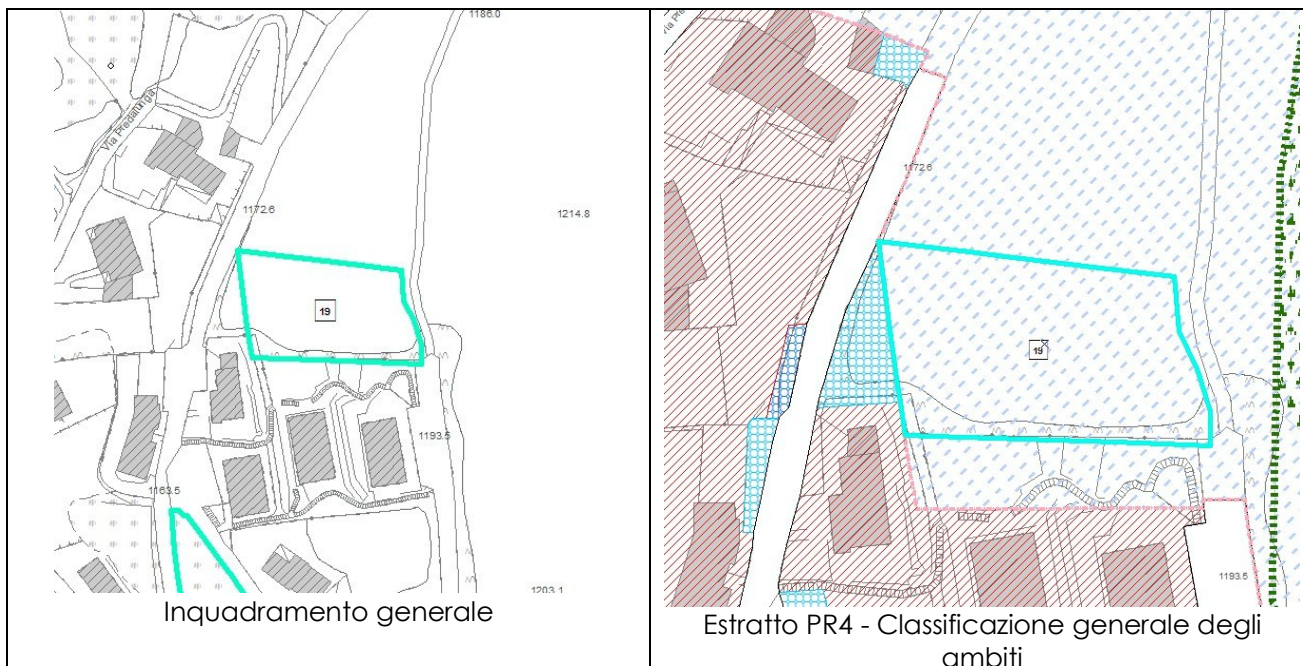 1186.0
Via Predalunga
1172.6
1214.8
19
1193.5
1163.5
1203.1
Inquadramento generale
1172.6
19
1193.5
Estratto PR4 - Classificazione generale degli
ambiti